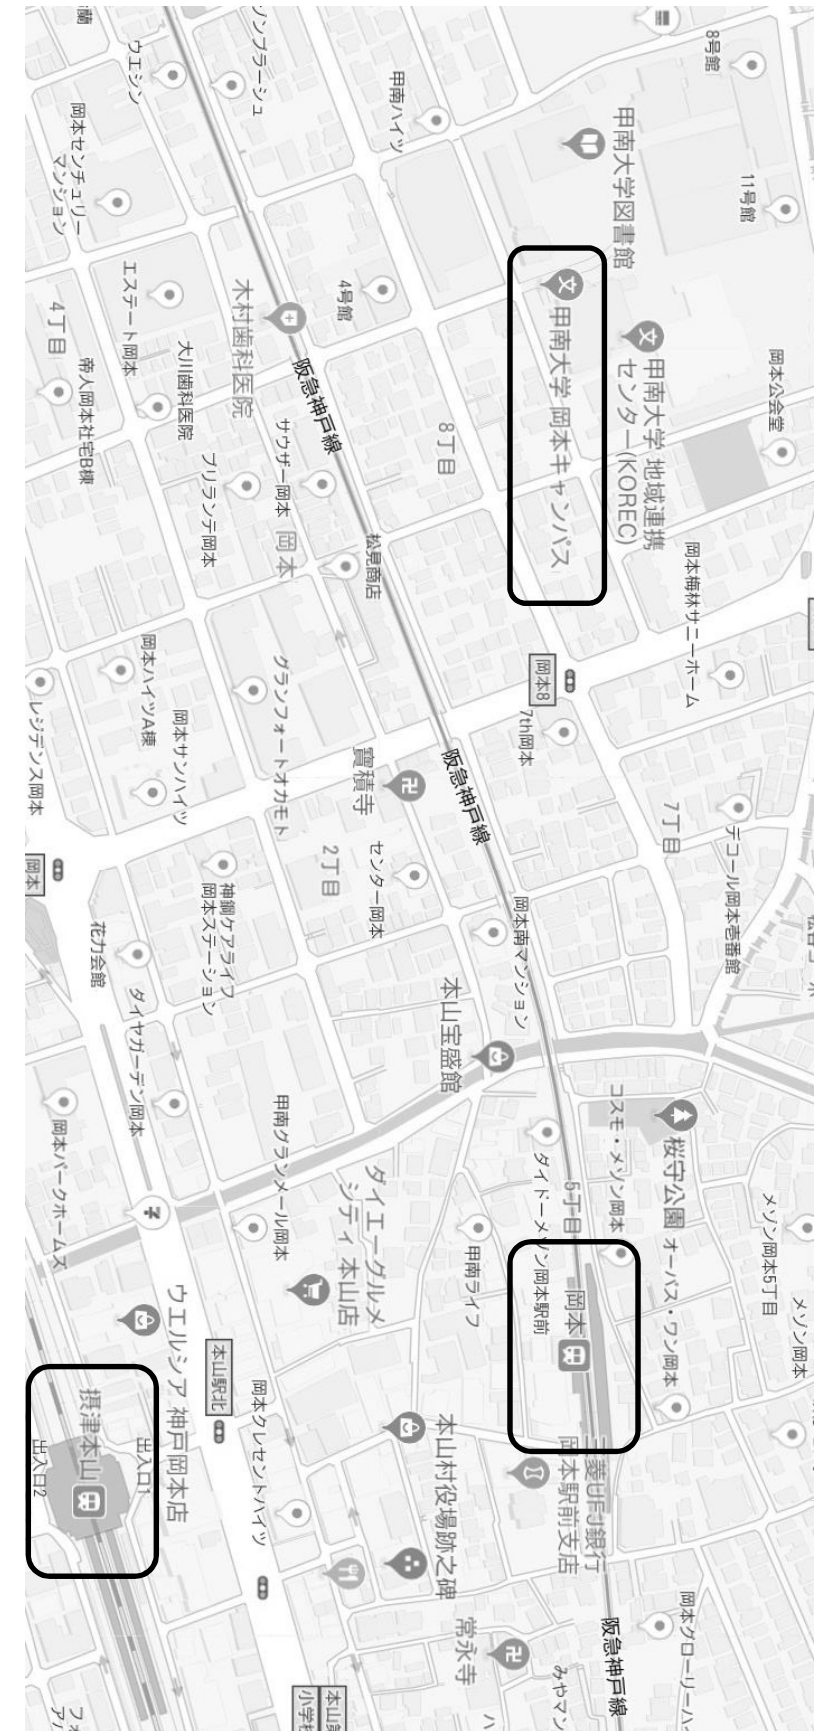 8号館
11号館
岡本公会堂
甲南大学図書館
甲南大学 地域連携
センター(KOREC)
甲南大学 岡本キャンパス
岡本梅林サニーホーム
デコール岡本壱番館
メゾン岡本5丁目
メゾン岡本
7丁目
桜守公園
オーパス・ワン岡本
コスモ・メゾン岡本
岡本8
7th岡本
甲南ハイツ
4号館
8丁目
阪急神戸線
阪急神戸線
岡本南マンション
5丁目
ダイドーメゾン岡本駅前
岡本
三菱UFJ銀行
岡本駅前支店
阪急神戸線
岡本グローリーハ
みやマン
常永寺
本山宝盛館
甲南ライフ
本山村役場跡之碑
ゾンブラーシュ
木村歯科医院
サウザー岡本
松見商店
岡本
寶積寺
センター岡本
2丁目
ダイエーグルメ
シティ 本山店
グランフォートオカモト
甲南グランメール岡本
岡本クレセントハイツ
ウエシン
岡本センチュリー
マンション
エステート岡本
大川歯科医院
ブリランテ岡本
4丁目
帝人岡本社宅B棟
岡本ハイツA棟
岡本サンハイツ
神鋼ケアライフ
岡本ステーション
レジデンス岡本
岡本
花力会館
ダイヤガーデン岡本
岡本パークホームズ
ウエルシア 神戸岡本店
本山駅北
摂津本山
出入口1
出入口2